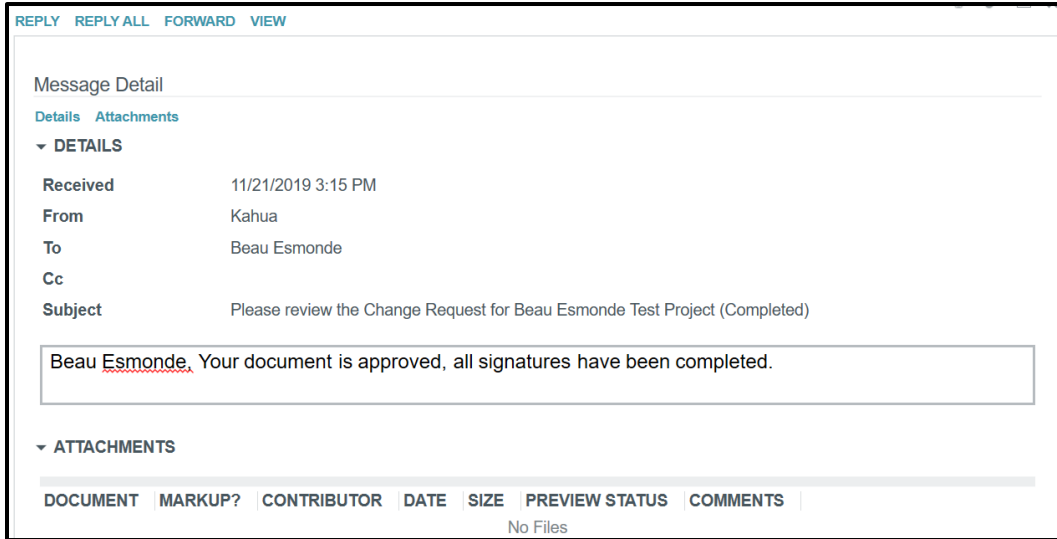 REPLY REPLY ALL FORWARD VIEW
Message Detail
Details Attachments
DETAILS
Received 11/21/2019 3:15 PM
From Kahua
To Beau Esmonde
Cc
Subject Please review the Change Request for Beau Esmonde Test Project (Completed)
Beau Esmonde, Your document is approved, all signatures have been completed.
ATTACHMENTS
DOCUMENT MARKUP? CONTRIBUTOR DATE SIZE PREVIEW STATUS COMMENTS
No Files